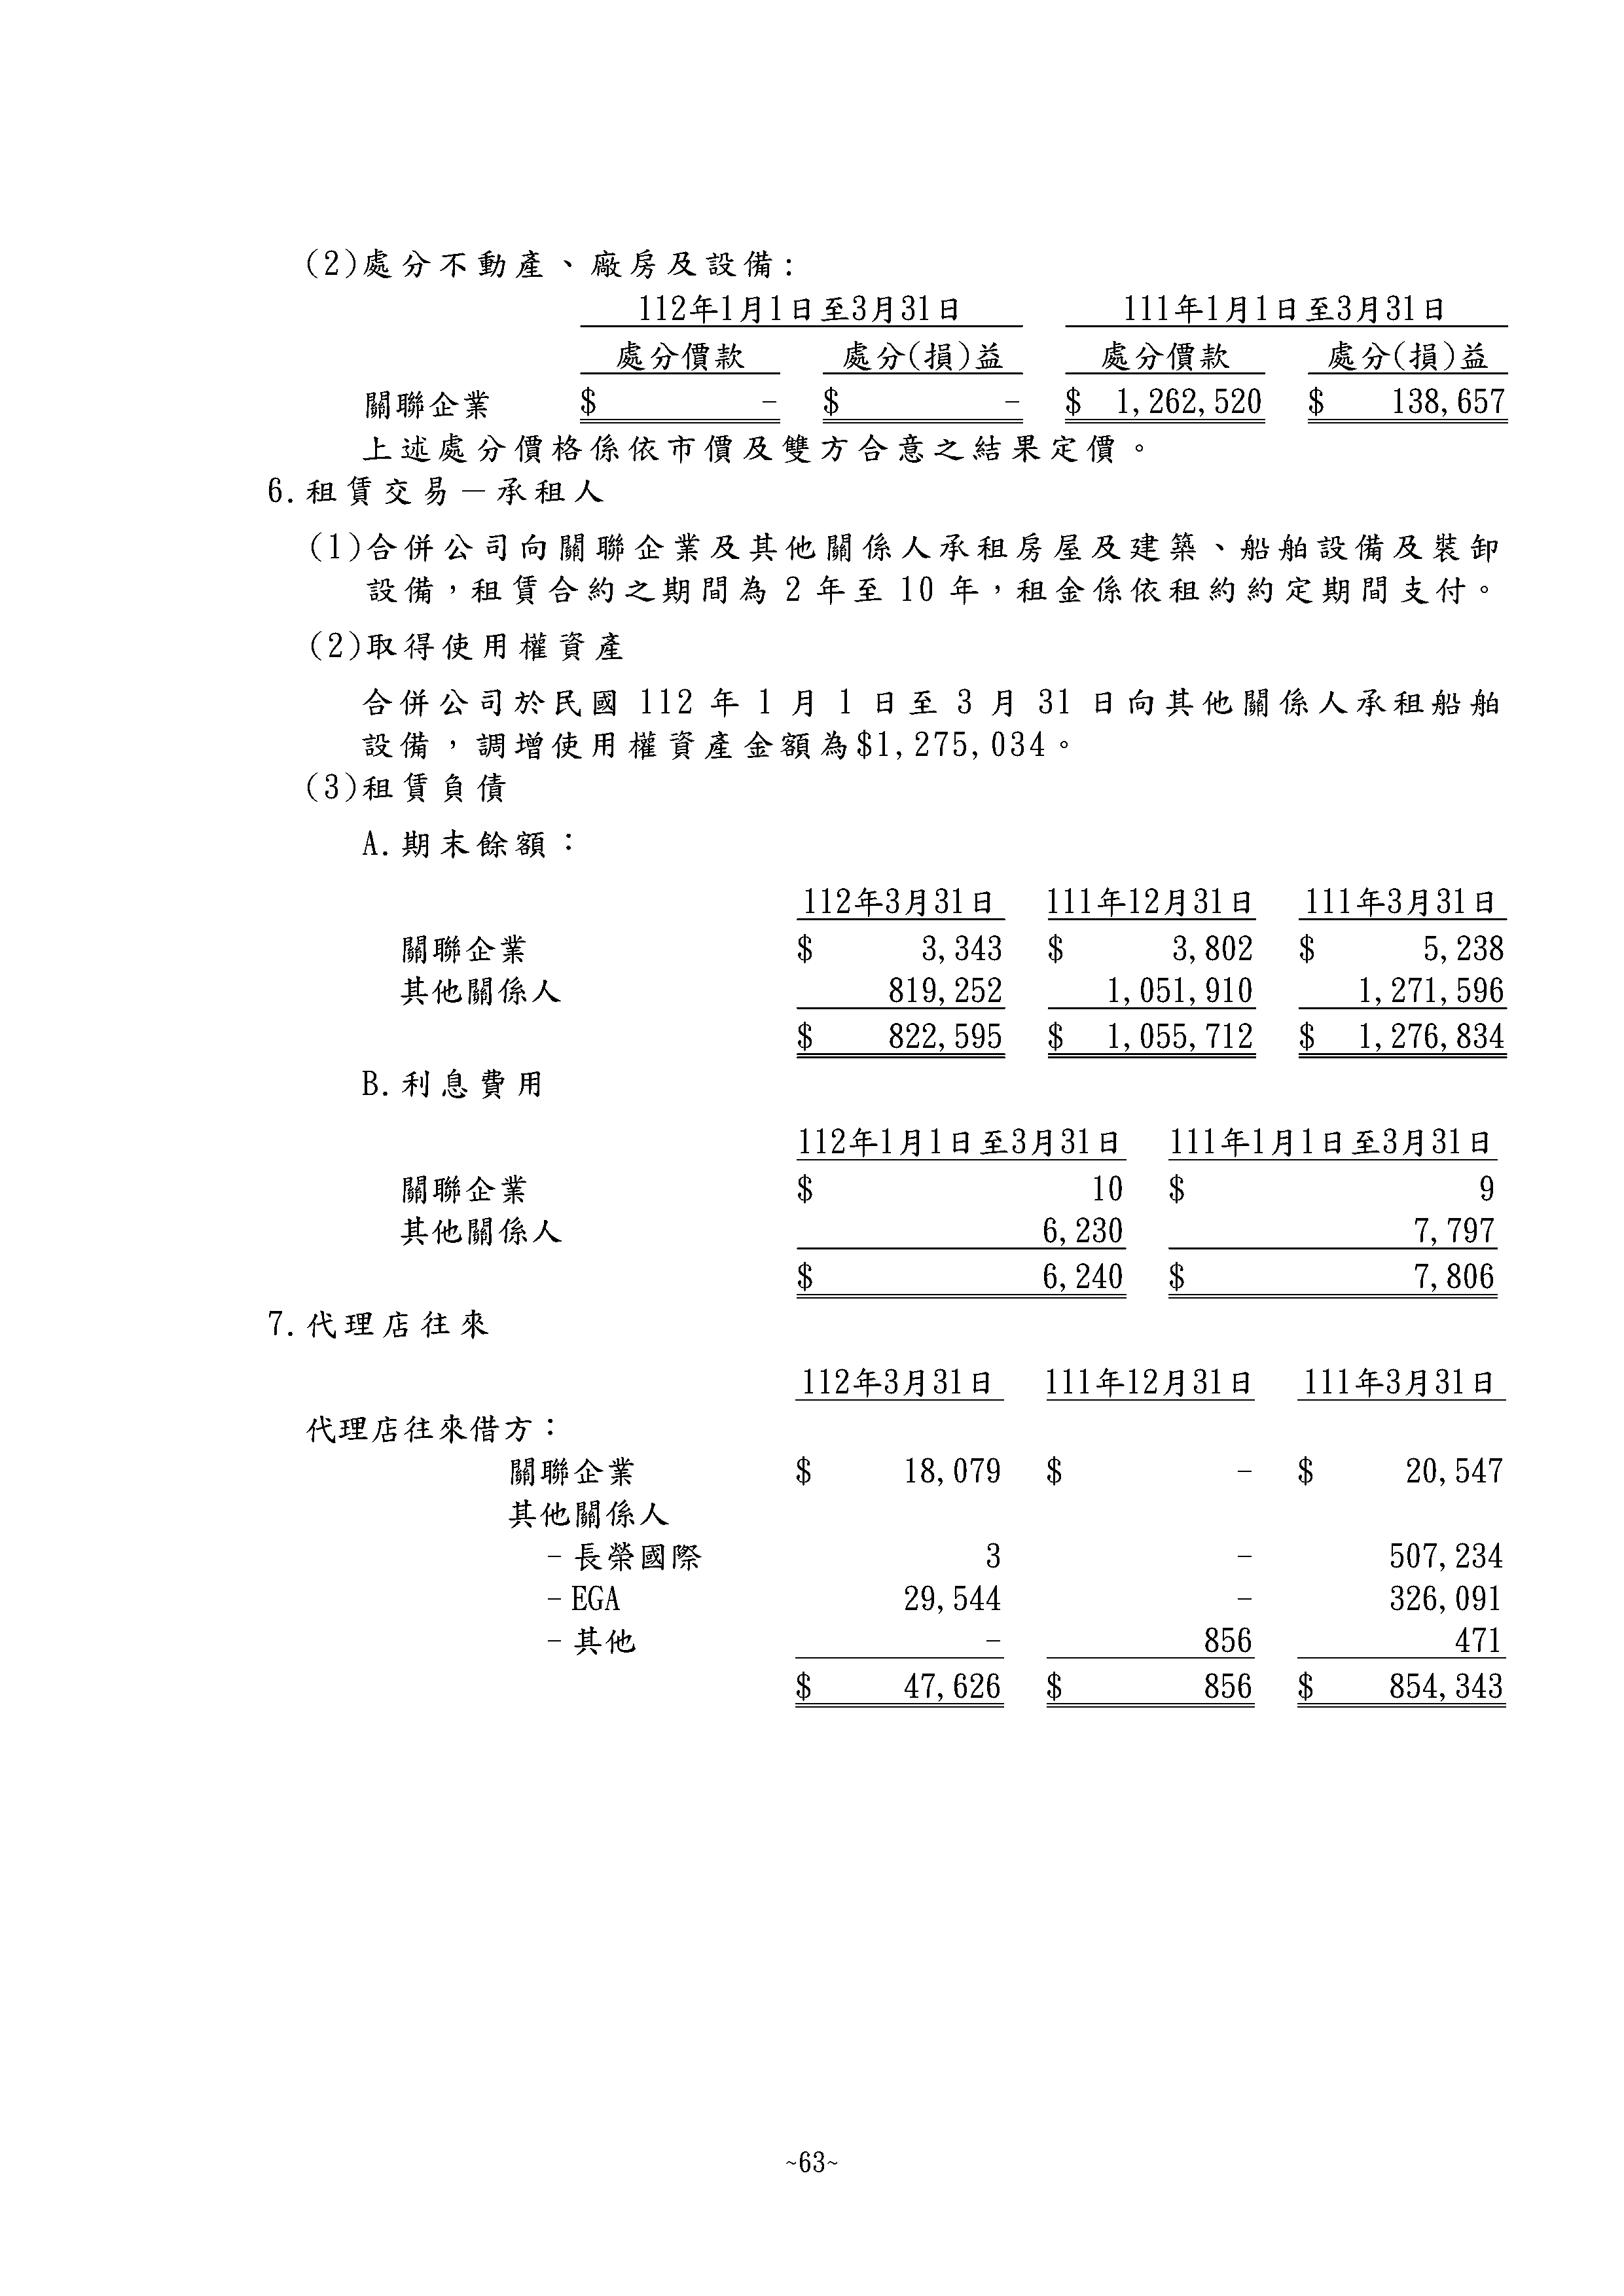 (2)處分不動產、廠房及設備:
112年1月1日至3月31日 111年1月1日至3月31日
處分價款 處分(損)益 處分價款 處分(損)益
關聯企業 $ - $ - $ 1,262,520 $ 138,657
上述處分價格係依市價及雙方合意之結果定價。
6.租賃交易－承租人
(1)合併公司向關聯企業及其他關係人承租房屋及建築、船舶設備及裝卸
設備，租賃合約之期間為 2 年至 10 年，租金係依租約約定期間支付。
(2)取得使用權資產
合併公司於民國 112 年 1 月 1 日至 3 月 31 日向其他關係人承租船舶
設備，調增使用權資產金額為$1,275,034。
(3)租賃負債
A.期末餘額：
112年3月31日 111年12月31日 111年3月31日
關聯企業 $ 3,343 $ 3,802 $ 5,238
其他關係人 819,252 1,051,910 1,271,596
$ 822,595 $ 1,055,712 $ 1,276,834
B.利息費用
112年1月1日至3月31日 111年1月1日至3月31日
關聯企業 $ 10 $ 9
其他關係人 6,230 7,797
$ 6,240 $ 7,806
7.代理店往來
112年3月31日 111年12月31日 111年3月31日
代理店往來借方：
關聯企業 $ 18,079 $ - $ 20,547
其他關係人
-長榮國際 3 - 507,234
-EGA 29,544 - 326,091
-其他 - 856 471
$ 47,626 $ 856 $ 854,343
~63~